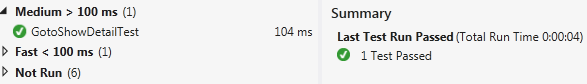 Medium > 100 ms (1)
GotoShowDetailTest 104 ms
Fast < 100 ms (1)
Not Run (6)
Summary
Last Test Run Passed (Total Run Time 0:00:04)
1 Test Passed